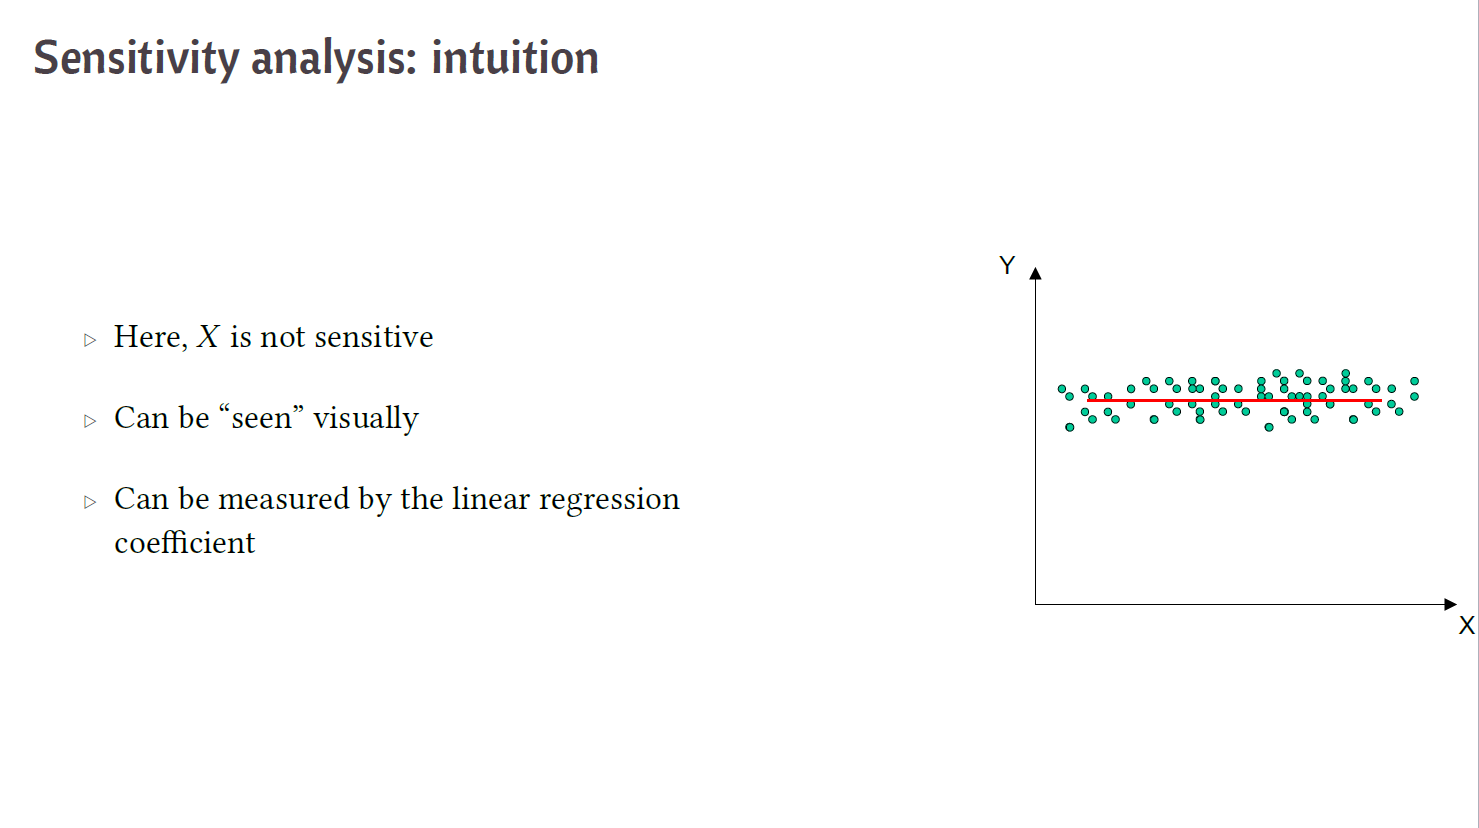 Sensitivity analysis: intuition
Y
▷ Here, X is not sensitive
▷ Can be “seen” visually
▷ Can be measured by the linear regression
coefficient
X